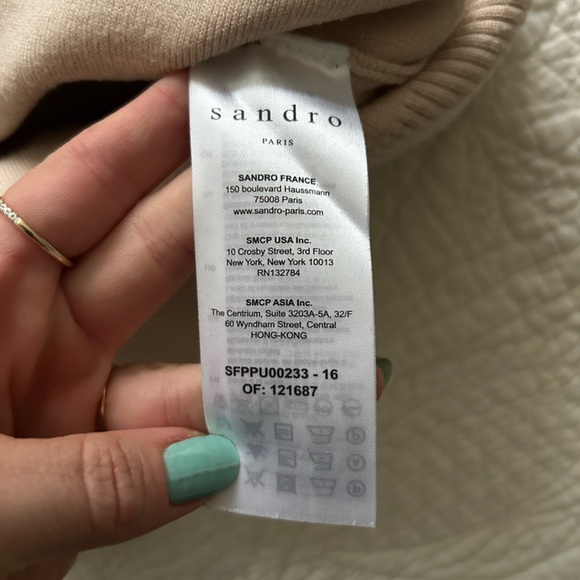 sandro
PARIS
SANDRO FRANCE
150 boulevard Haussmann
75008 Paris
www.sandro-paris.com
SMCP USA Inc.
10 Crosby Street, 3rd Floor
New York, New York 10013
RN132784
SMCP ASIA Inc.
The Centrium, Suite 3203A-5A, 32/F
60 Wyndham Street, Central
HONG-KONG
SFPPU00233 - 16
OF: 121687